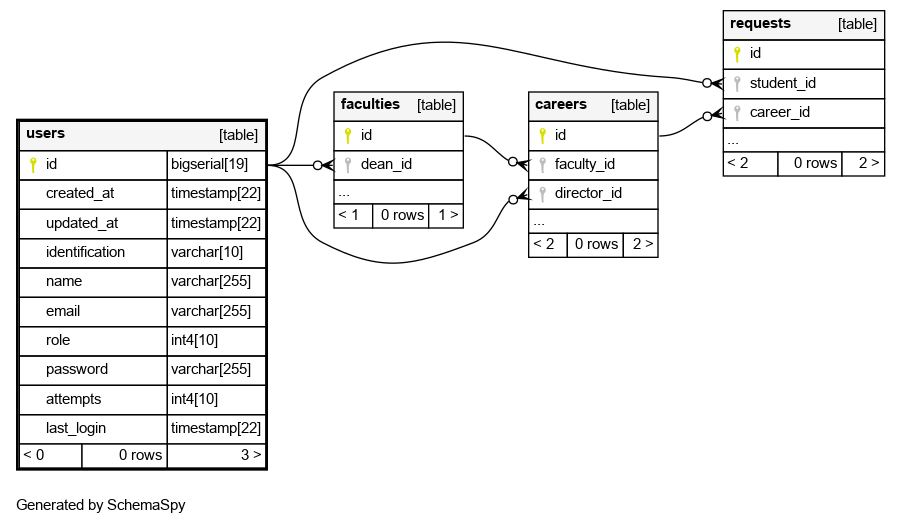 requests [table]
id
student_id
career_id
...
< 2 0 rows 2 >
faculties [table]
id
dean_id
...
< 1 0 rows 1 >
careers [table]
id
faculty_id
director_id
...
< 2 0 rows 2 >
users [table]
id bigserial[19]
created_at timestamp[22]
updated_at timestamp[22]
identification varchar[10]
name varchar[255]
email varchar[255]
role int4[10]
password varchar[255]
attempts int4[10]
last_login timestamp[22]
< 0 0 rows 3 >
Generated by SchemaSpy